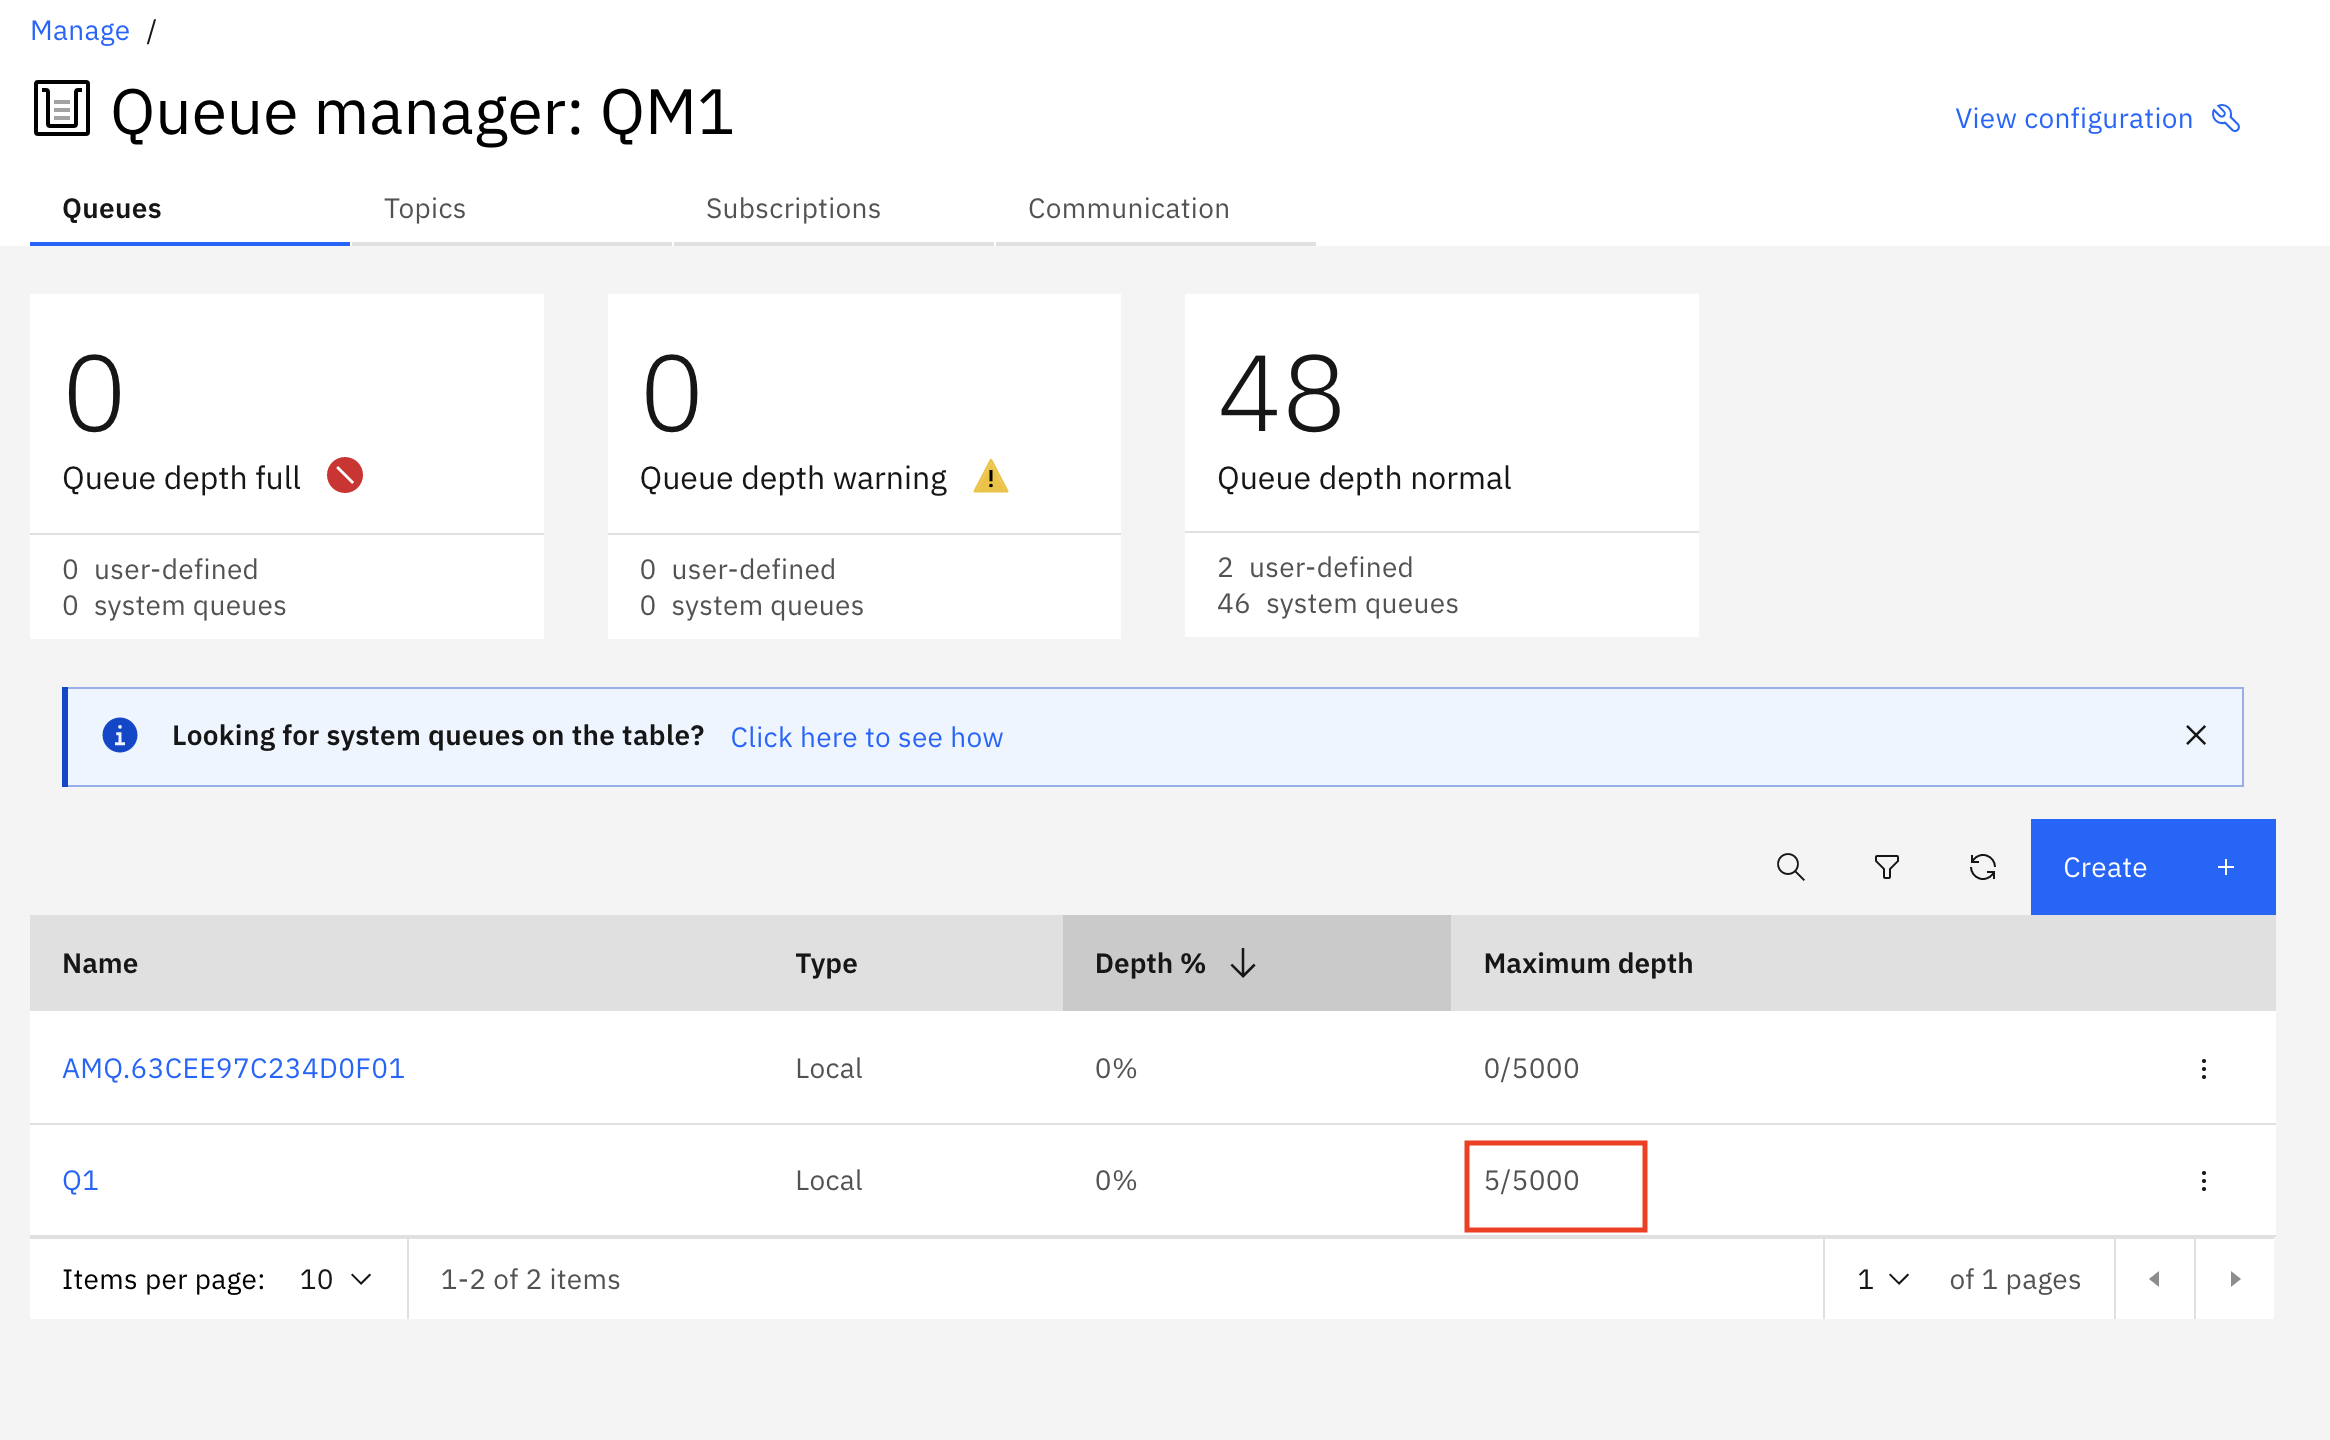 Manage /
Queue manager: QM1
View configuration
Queues Topics Subscriptions Communication
0
Queue depth full
0 user-defined
0 system queues
0
Queue depth warning
0 user-defined
0 system queues
48
Queue depth normal
2 user-defined
46 system queues
Looking for system queues on the table? Click here to see how
Create +
Name Type Depth % Maximum depth
AMQ.63CEE97C234D0F01 Local 0% 0/5000
Q1 Local 0% 5/5000
Items per page: 10 1-2 of 2 items 1 of 1 pages